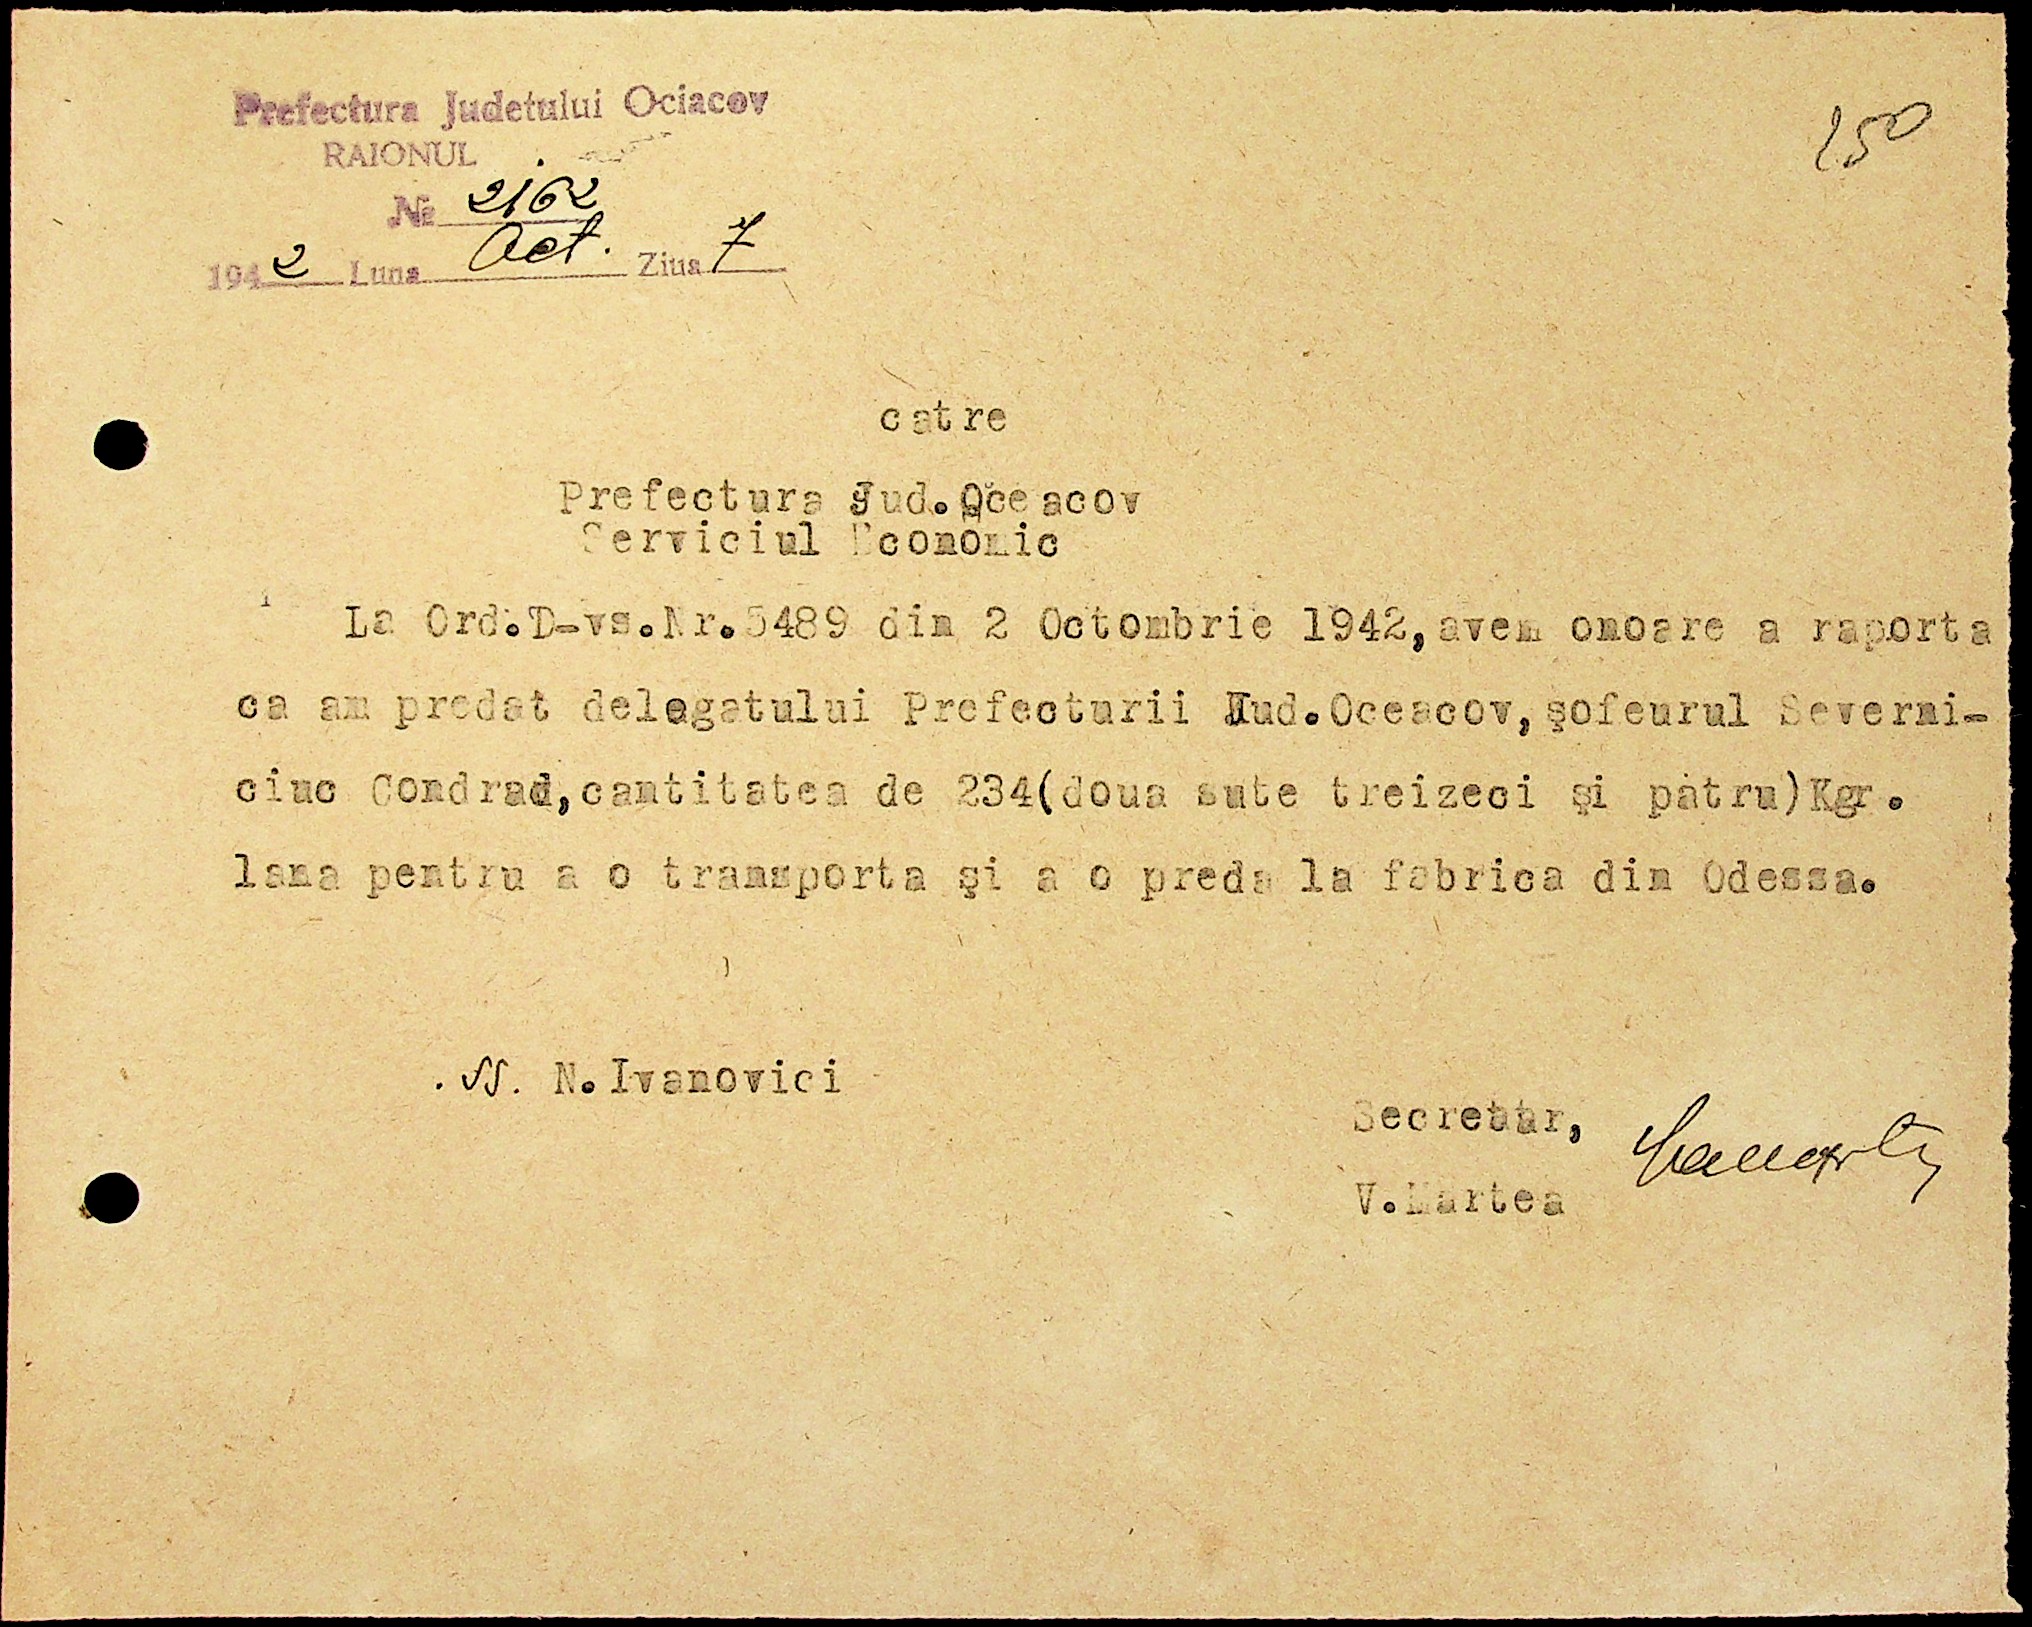 Prefectura Judetului Ociacov
250
RAIONUL
№ 2162
1942 Luna Oct. Ziua 7
catre
Prefectura Jud.Oceacov
Serviciul Economic
La Ord.D-vs.Nr.5489 din 2 Octombrie 1942, avem onoare a raporta
ca am predat delegatului Prefecturii Jud.Oceacov, şofeurul Severni-
ciuc Condrad, cantitatea de 234(doua sute treizeci şi patru)Kgr.
lana pentru a o transporta şi a o preda la fabrica din Odessa.
ss. N.Ivanovici
Secretar,
V.Martea